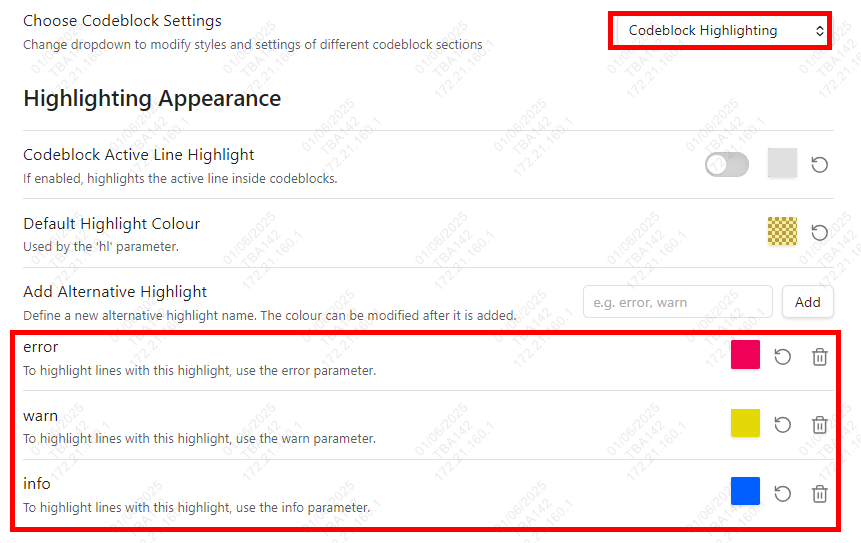 Choose Codeblock Settings
Change dropdown to modify styles and settings of different codeblock sections
Codeblock Highlighting
Highlighting Appearance
Codeblock Active Line Highlight
If enabled, highlights the active line inside codeblocks.
Default Highlight Colour
Used by the 'hl' parameter.
Add Alternative Highlight
Define a new alternative highlight name. The colour can be modified after it is added.
e.g. error, warn
Add
error
To highlight lines with this highlight, use the error parameter.
warn
To highlight lines with this highlight, use the warn parameter.
info
To highlight lines with this highlight, use the info parameter.
01/06/2025
TBA142
172.21.160.1